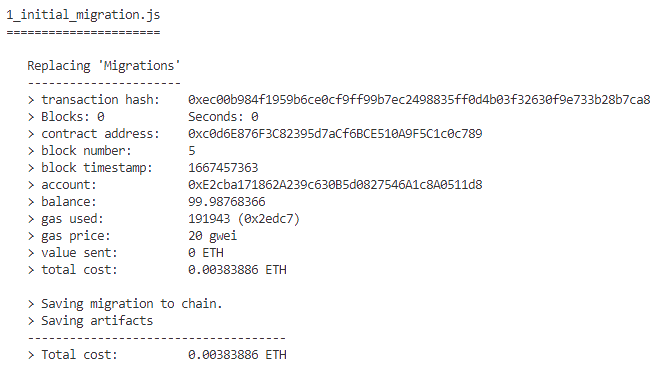 1_initial_migration.js
======================
Replacing 'Migrations'
----------------------
> transaction hash:    0xec00b984f1959b6ce0cf9ff99b7ec2498835ff0d4b03f32630f9e733b28b7ca8
> Blocks: 0            Seconds: 0
> contract address:    0xc0d6E876F3C82395d7aCf6BCE510A9F5C1c0c789
> block number:        5
> block timestamp:     1667457363
> account:             0xE2cba171862A239c630B5d0827546A1c8A0511d8
> balance:             99.98768366
> gas used:            191943 (0x2edc7)
> gas price:           20 gwei
> value sent:          0 ETH
> total cost:          0.00383886 ETH
> Saving migration to chain.
> Saving artifacts
-------------------------------------
> Total cost:          0.00383886 ETH